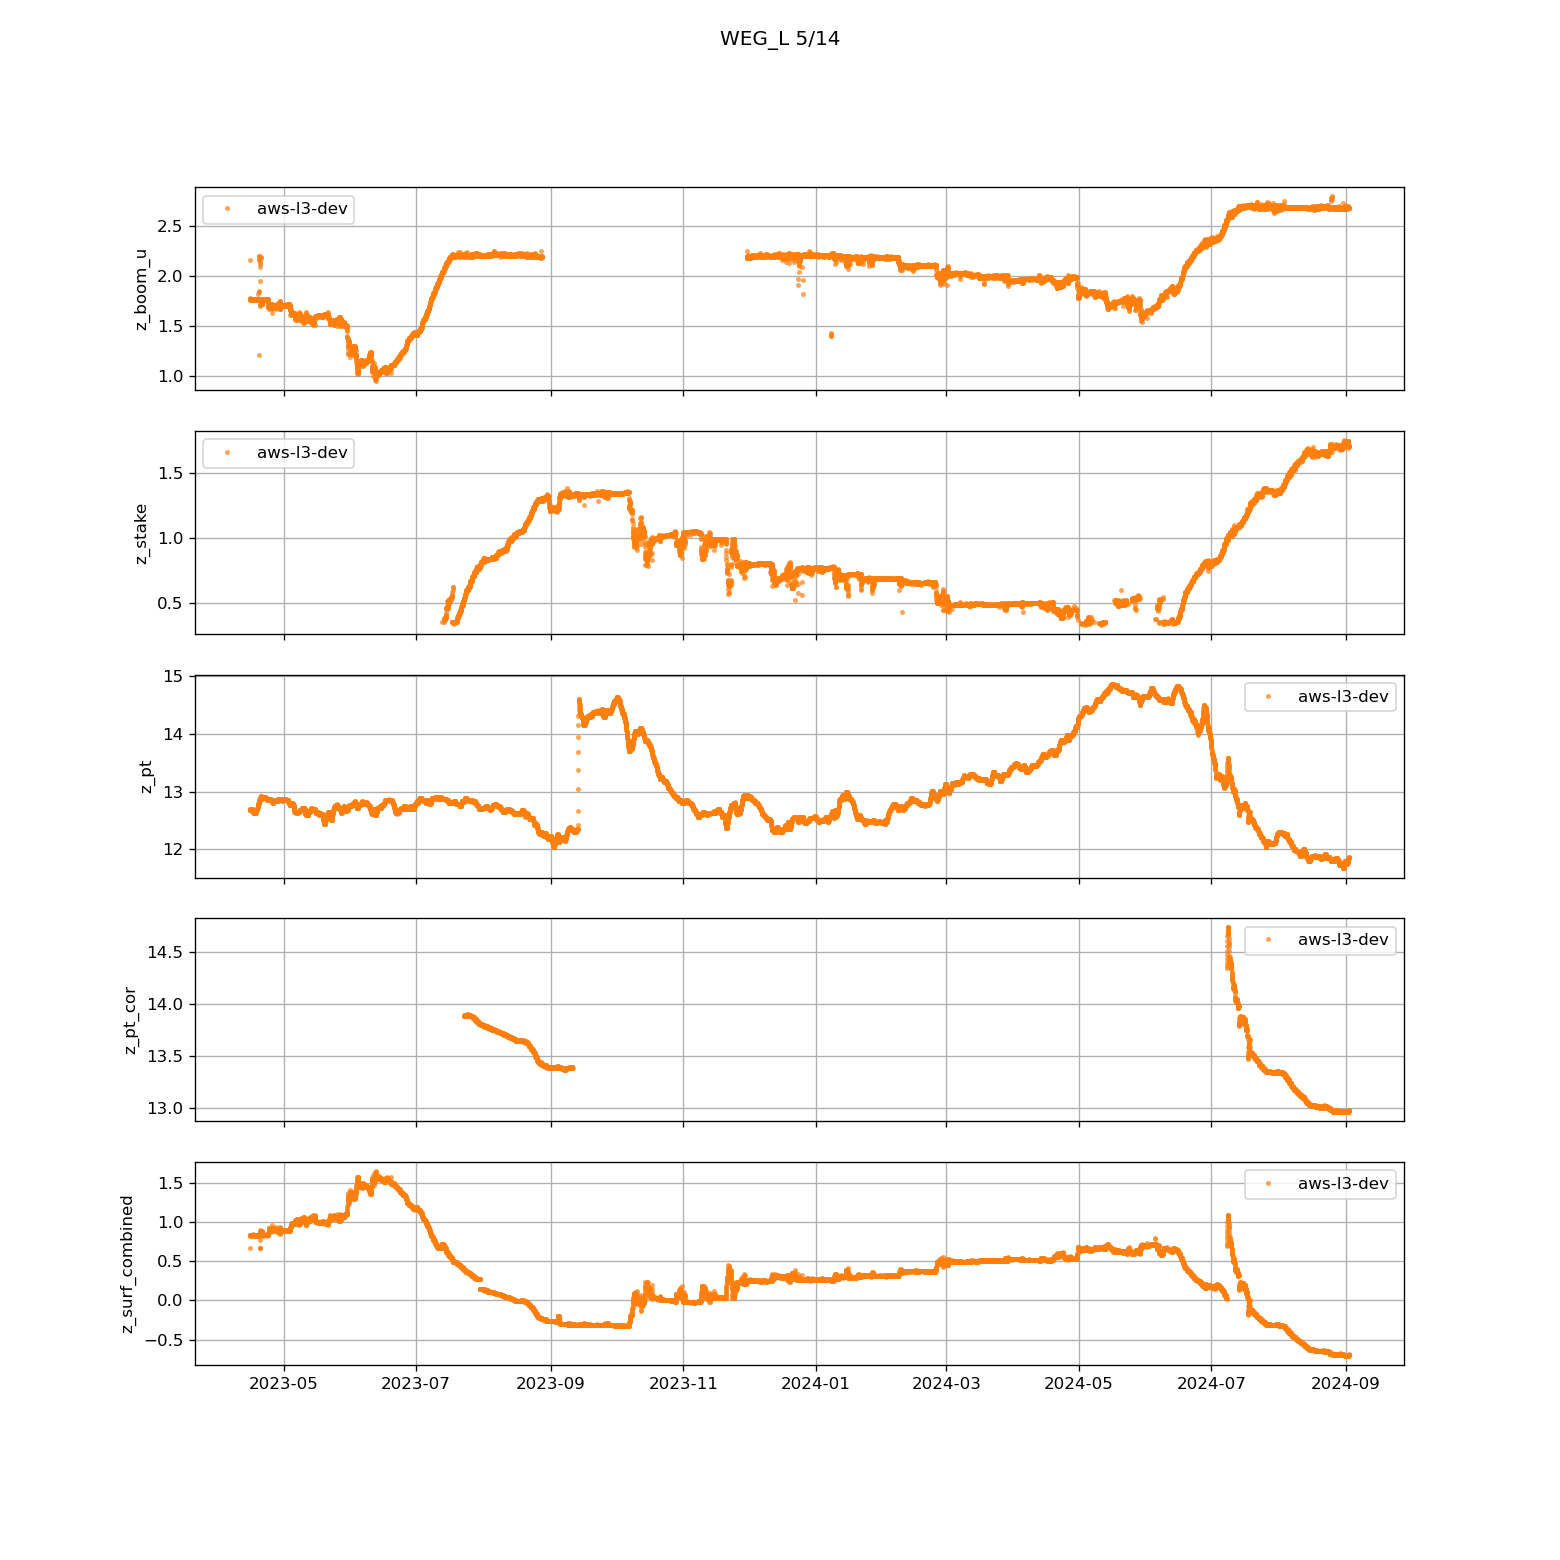 WEG_L 5/14
z_boom_u
2.5
2.0
1.5
1.0
aws-l3-dev
z_stake
1.5
1.0
0.5
aws-l3-dev
z_pt
15
14
13
12
aws-l3-dev
z_pt_cor
14.5
14.0
13.5
13.0
aws-l3-dev
z_surf_combined
1.5
1.0
0.5
0.0
−0.5
aws-l3-dev
2023-05 2023-07 2023-09 2023-11 2024-01 2024-03 2024-05 2024-07 2024-09